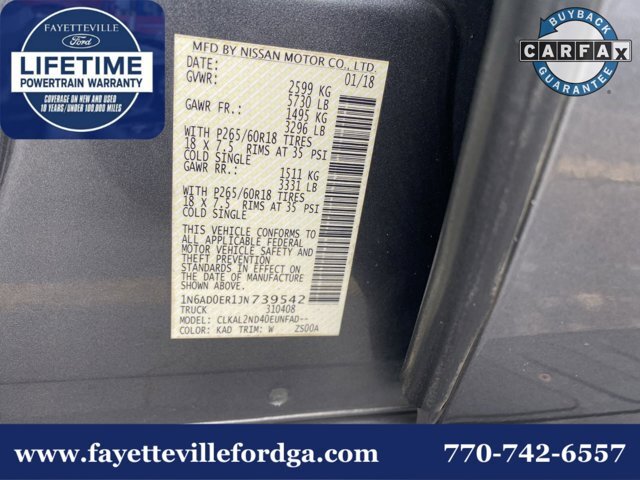 FAYETTEVILLE
Ford
LIFETIME
POWERTRAIN WARRANTY
COVERAGE ON NEW AND USED
10 YEARS/UNDER 100,000 MILES
BUYBACK
CARFAX
GUARANTEE
MFD BY NISSAN MOTOR CO., LTD.
DATE: 01/18
GVWR: 2599 KG
5730 LB
GAWR FR.: 1495 KG
3296 LB
WITH P265/60R18 TIRES
18 X 7.5 RIMS AT 35 PSI
COLD SINGLE
GAWR RR.: 1511 KG
3331 LB
WITH P265/60R18 TIRES
18 X 7.5 RIMS AT 35 PSI
COLD SINGLE
THIS VEHICLE CONFORMS TO
ALL APPLICABLE FEDERAL
MOTOR VEHICLE SAFETY AND
THEFT PREVENTION
STANDARDS IN EFFECT ON
THE DATE OF MANUFACTURE
SHOWN ABOVE.
1N6AD0ER1JN739542
TRUCK 310408
MODEL: CLKAL2ND40EUNFAD--
COLOR: KAD TRIM: W ZS00A
www.fayettevillefordga.com
770-742-6557